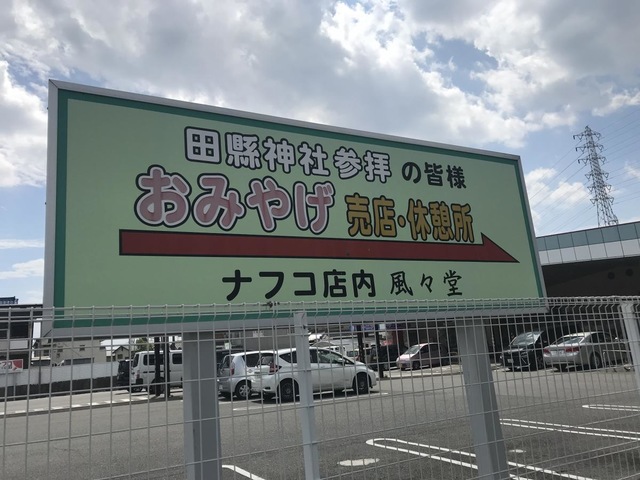 田縣神社参拝の皆様
おみやげ 売店・休憩所
ナフコ店内 風々堂